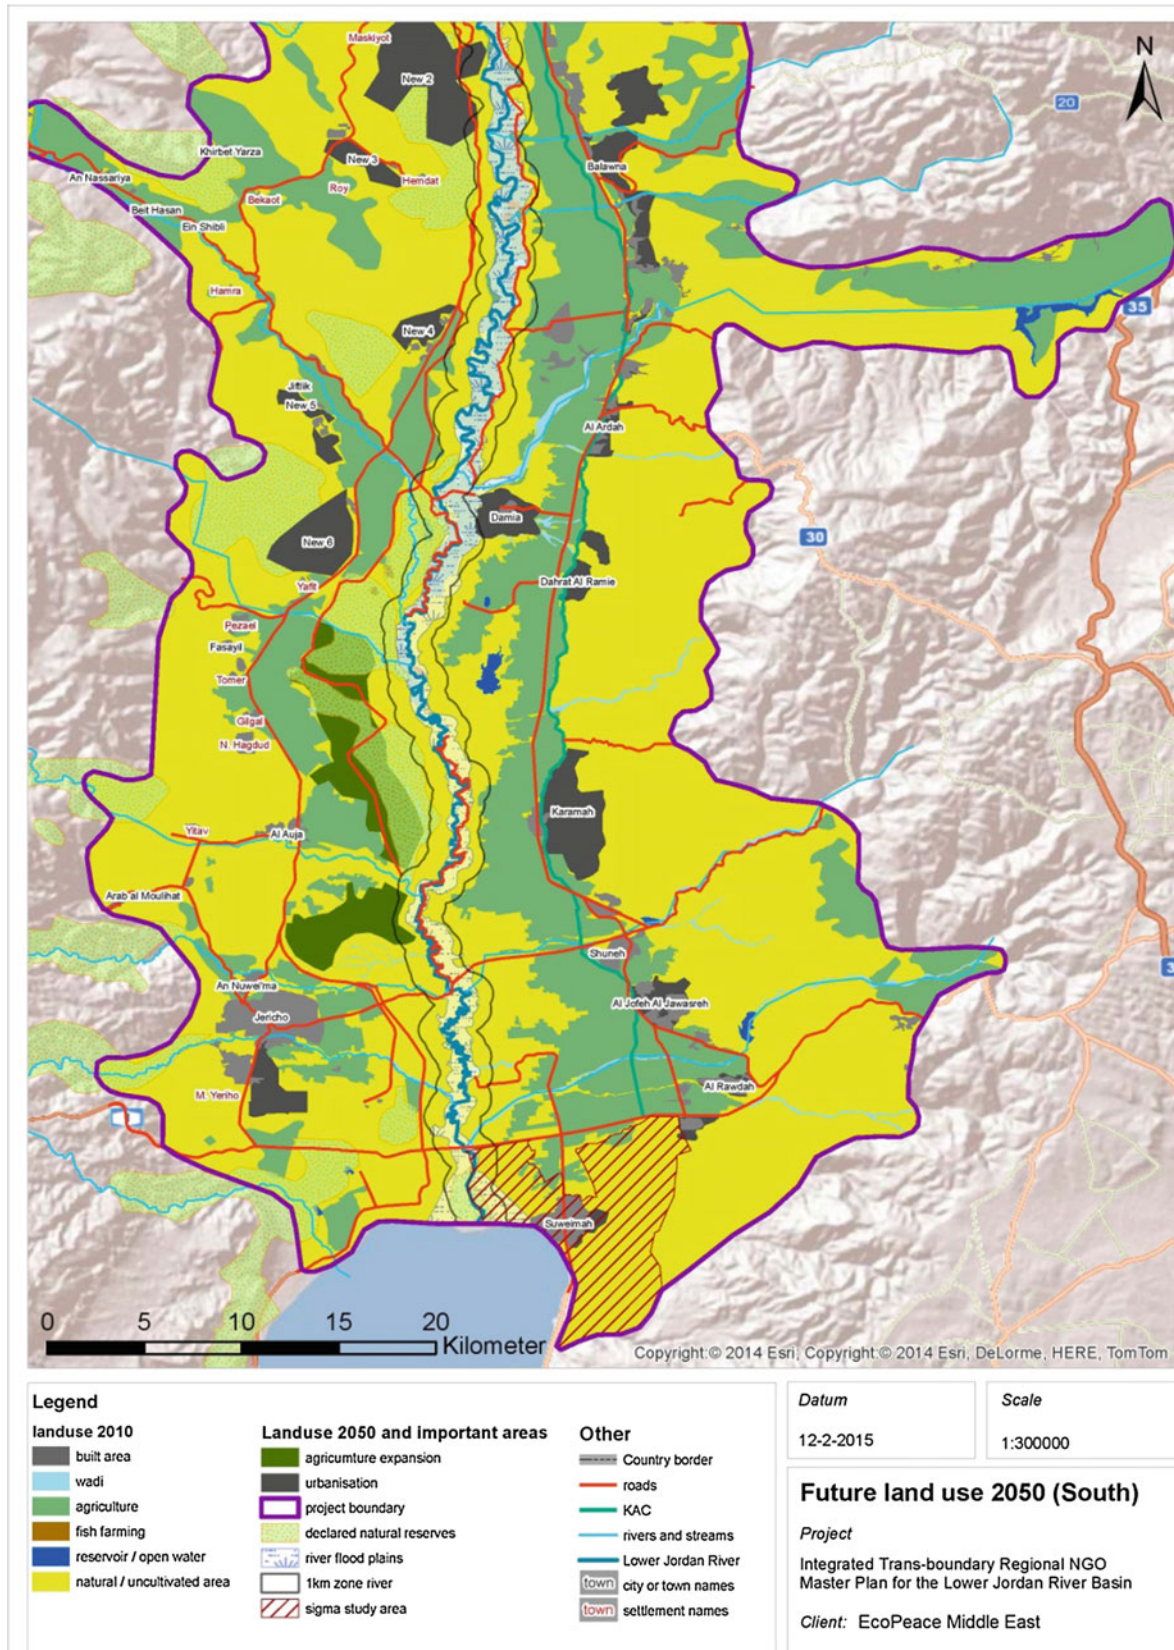 N
Maskiyot
New 2
20
Khirbet Yarza
New 3
Balawna
An Nassariya
Roy
Hemdat
Bekaot
Beit Hasan
Ein Shibli
Hamra
35
New 4
Jiftlik
New 5
Al Ardah
Damia
30
New 6
Dahrat Al Ramie
Yafit
Pezael
Fasayil
Tomer
Gilgal
N. Hagdud
Karamah
Yitav
Al Auja
Arab al Moulihat
Shuneh
An Nuwei'ma
Al Jofeh Al Jawasreh
Jericho
Al Rawdah
M. Yeriho
Suweimah
0 5 10 15 20
Kilometer
Copyright:© 2014 Esri, Copyright:© 2014 Esri, DeLorme, HERE, TomTom
Legend
landuse 2010
built area
wadi
agriculture
fish farming
reservoir / open water
natural / uncultivated area
Landuse 2050 and important areas
agricumture expansion
urbanisation
project boundary
declared natural reserves
river flood plains
1km zone river
sigma study area
Other
Country border
roads
KAC
rivers and streams
Lower Jordan River
town city or town names
town settlement names
Datum
12-2-2015
Scale
1:300000
Future land use 2050 (South)
Project
Integrated Trans-boundary Regional NGO
Master Plan for the Lower Jordan River Basin
Client: EcoPeace Middle East